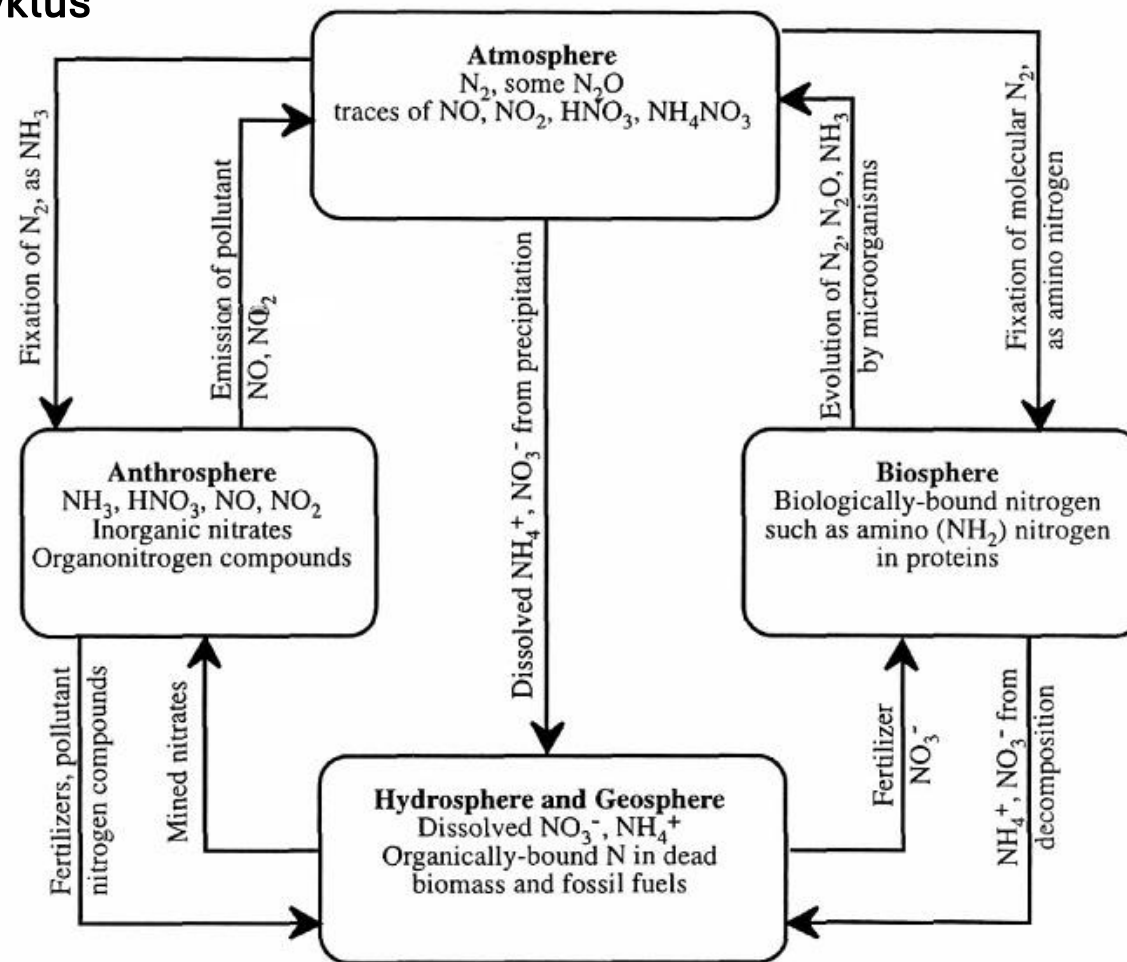 Atmosphere
N₂, some N₂O
traces of NO, NO₂, HNO₃, NH₄NO₃
Fixation of N₂, as NH₃
Emission of pollutant
NO, NO₂
Dissolved NH₄⁺, NO₃⁻ from precipitation
Evolution of N₂, N₂O, NH₃
by microorganisms
Fixation of molecular N₂,
as amino nitrogen
Anthrosphere
NH₃, HNO₃, NO, NO₂
Inorganic nitrates
Organonitrogen compounds
Biosphere
Biologically-bound nitrogen
such as amino (NH₂) nitrogen
in proteins
Fertilizers, pollutant
nitrogen compounds
Mined nitrates
Fertilizer
NO₃⁻
NH₄⁺, NO₃⁻ from
decomposition
Hydrosphere and Geosphere
Dissolved NO₃⁻, NH₄⁺
Organically-bound N in dead
biomass and fossil fuels